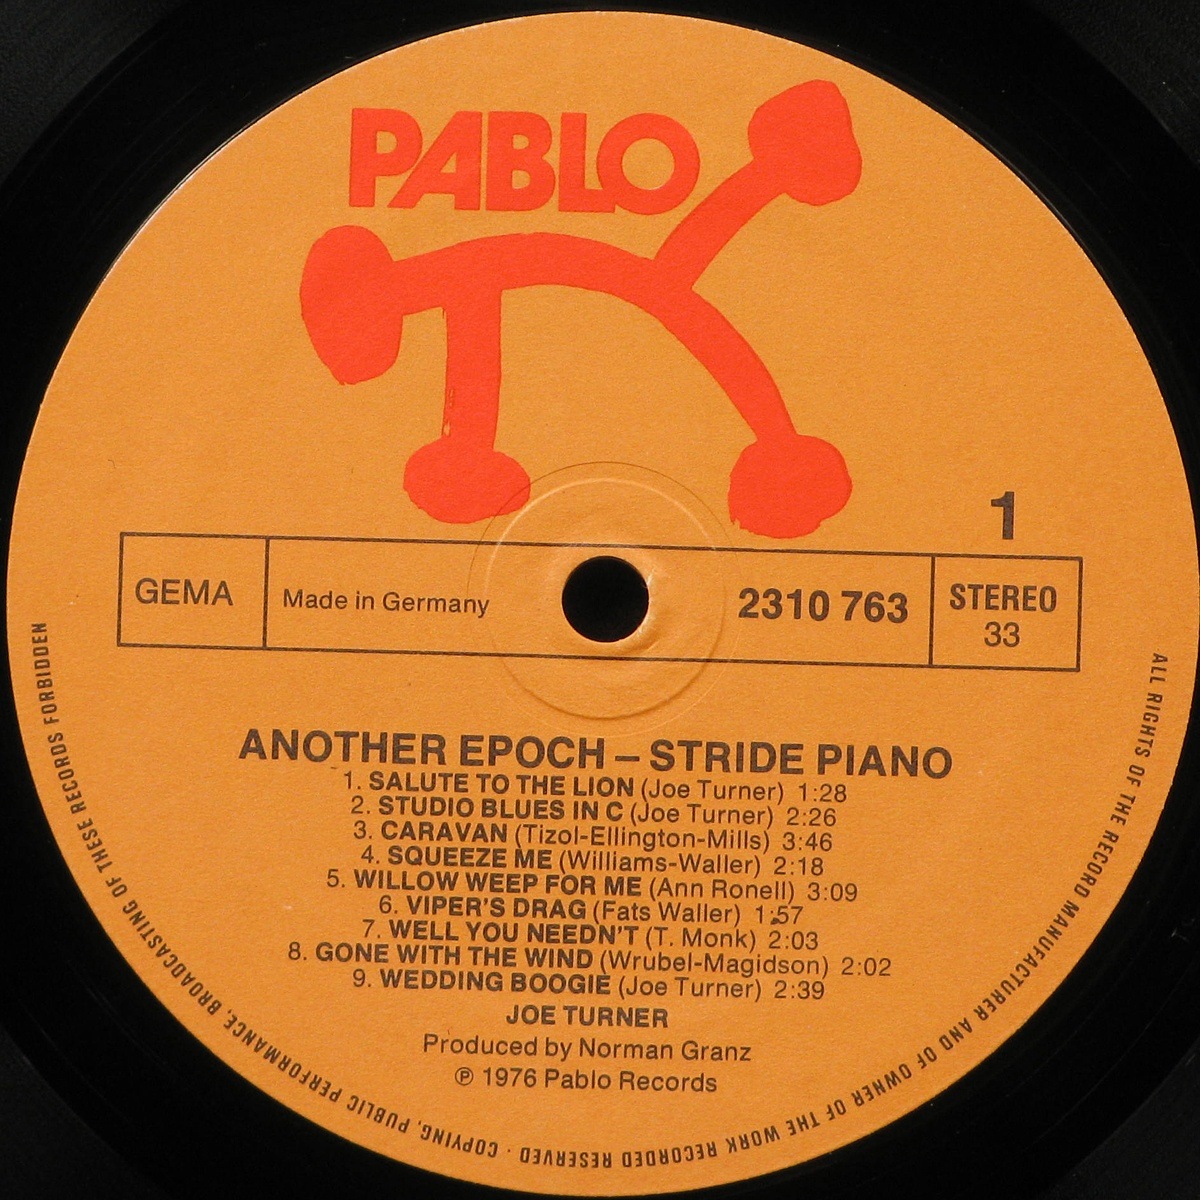 PABLO
1
GEMA
Made in Germany
2310 763
STEREO
33
ANOTHER EPOCH – STRIDE PIANO
1. SALUTE TO THE LION (Joe Turner) 1:28
2. STUDIO BLUES IN C (Joe Turner) 2:26
3. CARAVAN (Tizol-Ellington-Mills) 3:46
4. SQUEEZE ME (Williams-Waller) 2:18
5. WILLOW WEEP FOR ME (Ann Ronell) 3:09
6. VIPER'S DRAG (Fats Waller) 1:57
7. WELL YOU NEEDN'T (T. Monk) 2:03
8. GONE WITH THE WIND (Wrubel-Magidson) 2:02
9. WEDDING BOOGIE (Joe Turner) 2:39
JOE TURNER
Produced by Norman Granz
℗ 1976 Pablo Records
ALL RIGHTS OF THE RECORD MANUFACTURER AND OF OWNER OF THE WORK RECORDED RESERVED · COPYING, PUBLIC PERFORMANCE, BROADCASTING OF THESE RECORDS FORBIDDEN